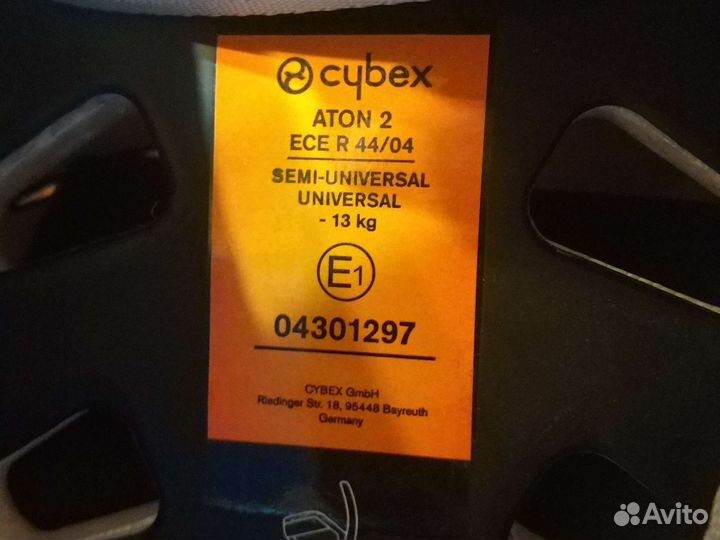 cybex
ATON 2
ECE R 44/04
SEMI-UNIVERSAL
UNIVERSAL
- 13 kg
E1
04301297
CYBEX GmbH
Riedinger Str. 18, 95448 Bayreuth
Germany
Avito